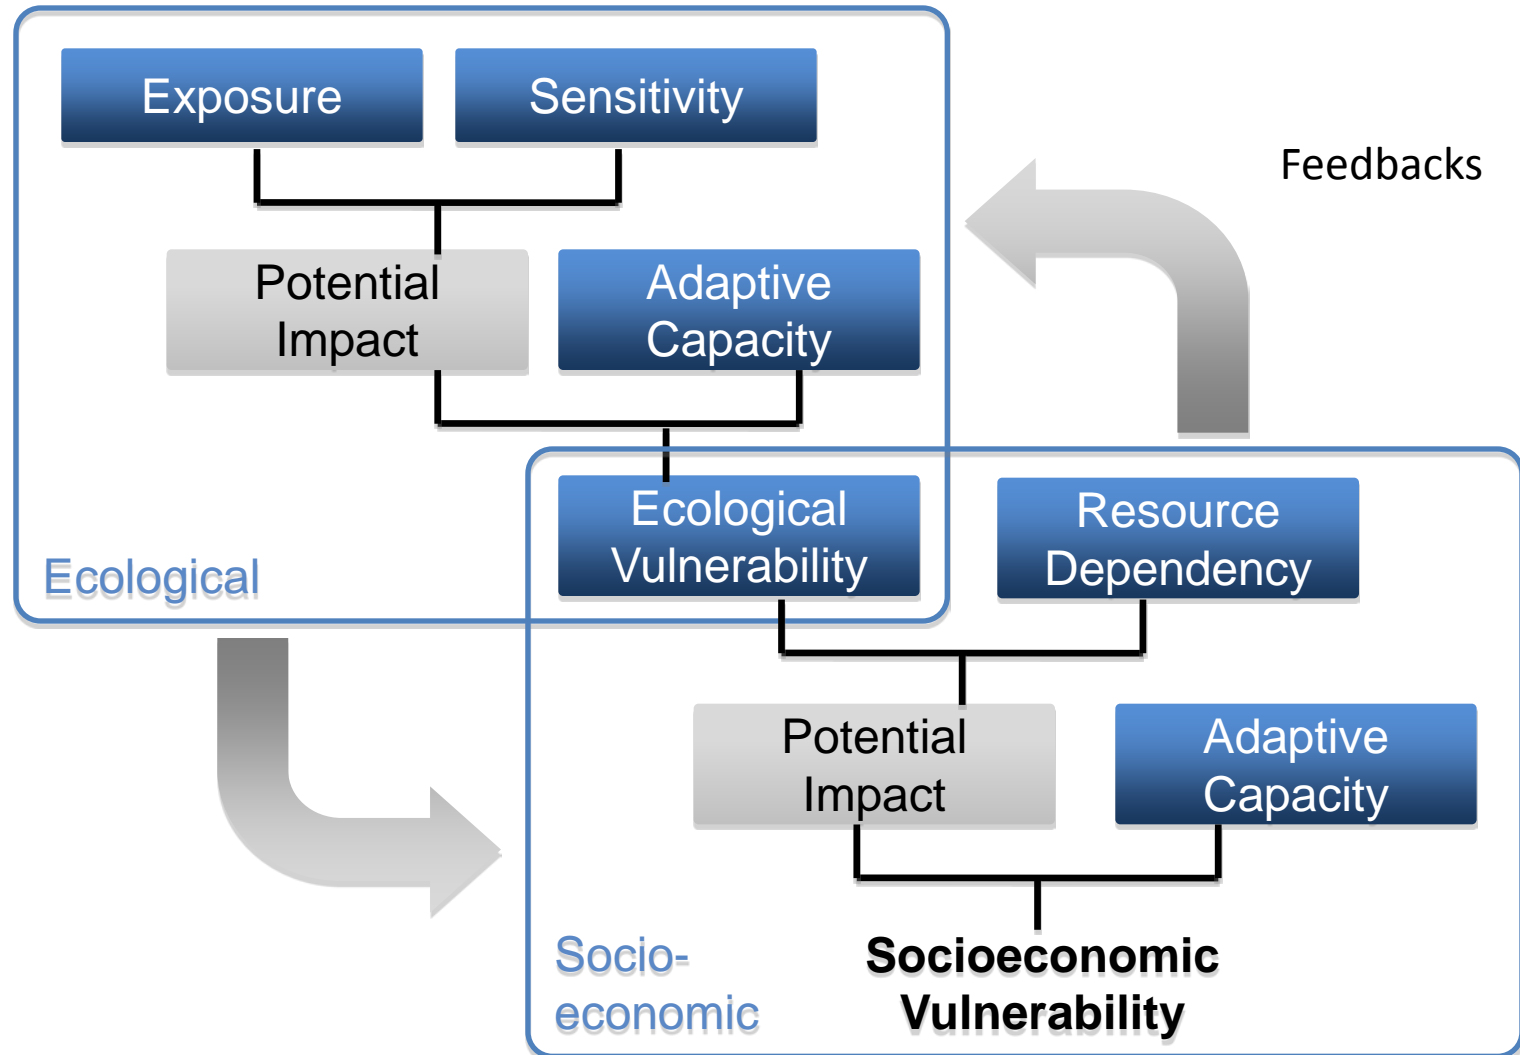 Exposure
Sensitivity
Feedbacks
Potential
Impact
Adaptive
Capacity
Ecological
Vulnerability
Resource
Dependency
Ecological
Potential
Impact
Adaptive
Capacity
Socio-
economic
Socioeconomic
Vulnerability